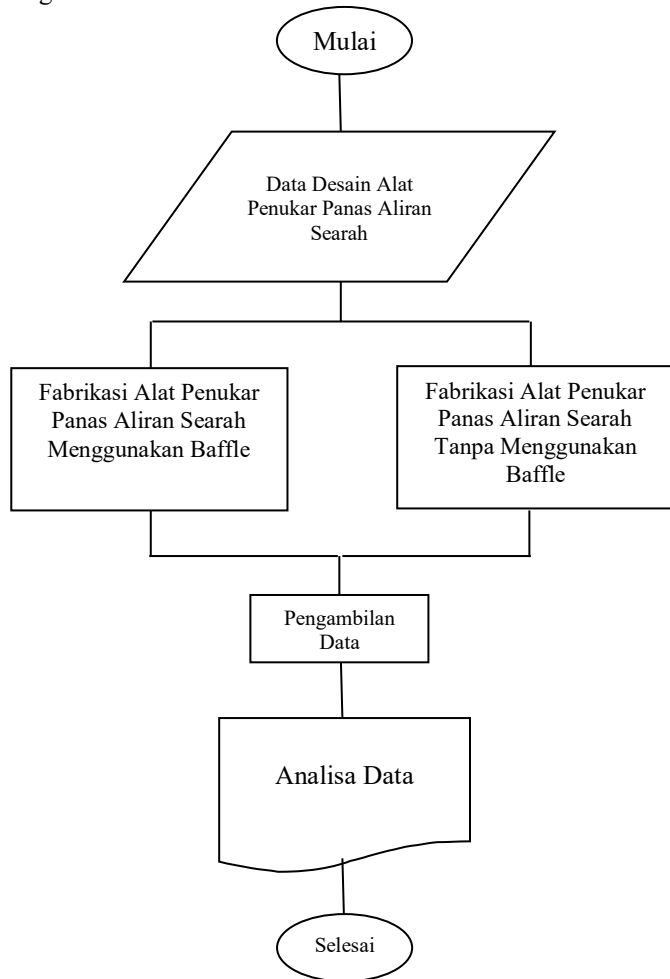 Mulai
Data Desain Alat
Penukar Panas Aliran
Searah
Fabrikasi Alat Penukar
Panas Aliran Searah
Menggunakan Baffle
Fabrikasi Alat Penukar
Panas Aliran Searah
Tanpa Menggunakan
Baffle
Pengambilan
Data
Analisa Data
Selesai